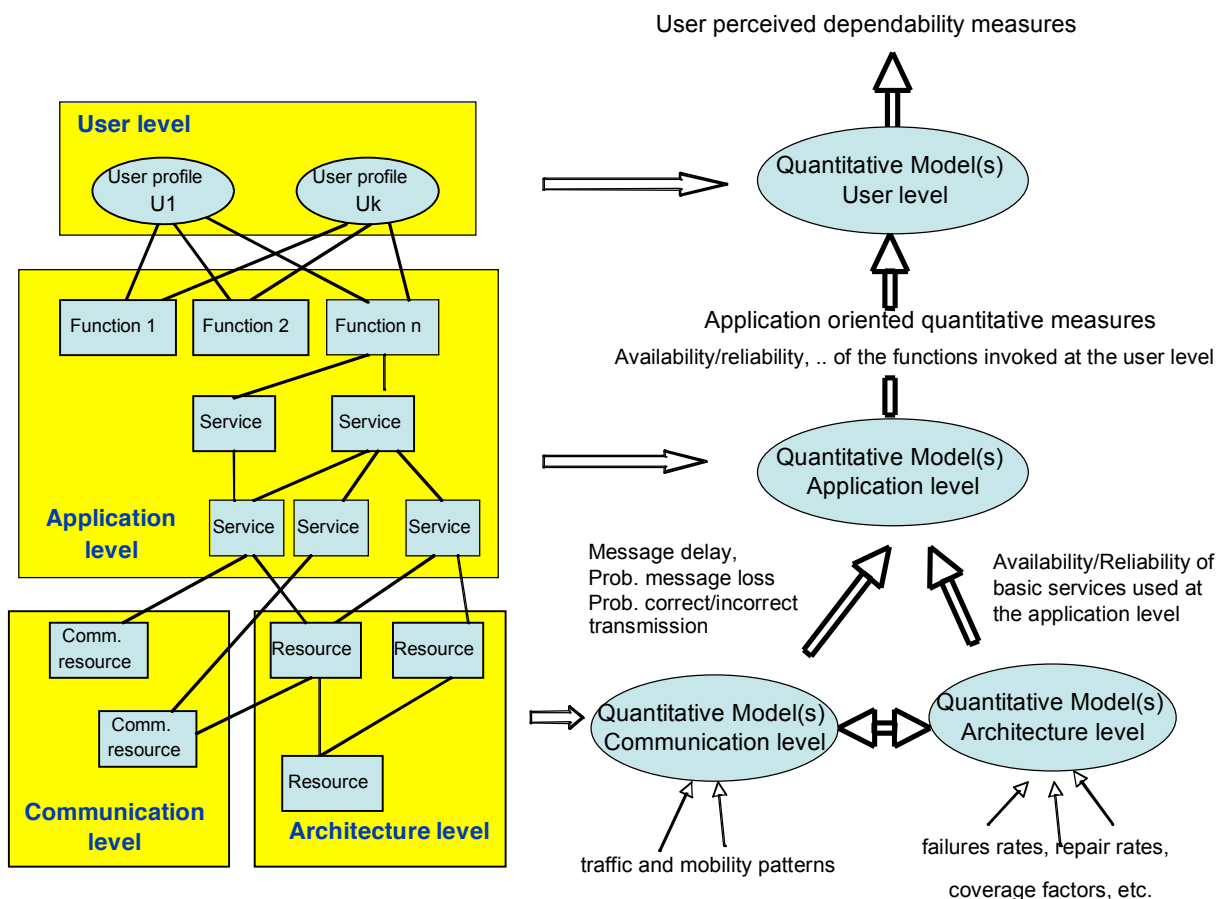 User perceived dependability measures
User level
User profile
U1
User profile
Uk
Quantitative Model(s)
User level
Function 1
Function 2
Function n
Application oriented quantitative measures
Availability/reliability, .. of the functions invoked at the user level
Service
Service
Quantitative Model(s)
Application level
Application
level
Service
Service
Service
Message delay,
Prob. message loss
Prob. correct/incorrect
transmission
Availability/Reliability of
basic services used at
the application level
Comm.
resource
Resource
Resource
Comm.
resource
Quantitative Model(s)
Communication level
Quantitative Model(s)
Architecture level
Resource
Communication
level
Architecture level
traffic and mobility patterns
failures rates, repair rates,
coverage factors, etc.